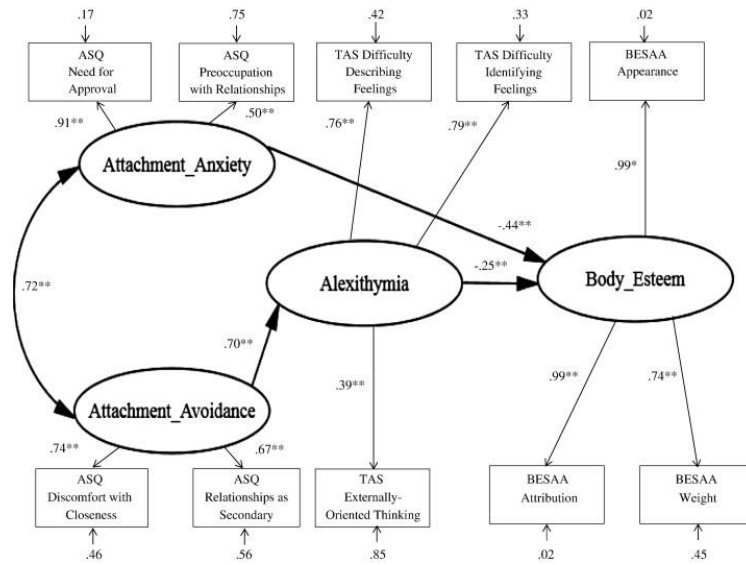 .17
.75
.42
.33
.02
ASQ
Need for
Approval
ASQ
Preoccupation
with Relationships
TAS Difficulty
Describing
Feelings
TAS Difficulty
Identifying
Feelings
BESAA
Appearance
.91**
.50**
.76**
.79**
.99*
Attachment_Anxiety
-.44**
.72**
Alexithymia
-.25**
Body_Esteem
.70**
.39**
.99**
.74**
Attachment_Avoidance
.74**
.67**
ASQ
Discomfort with
Closeness
ASQ
Relationships as
Secondary
TAS
Externally-
Oriented Thinking
BESAA
Attribution
BESAA
Weight
.46
.56
.85
.02
.45